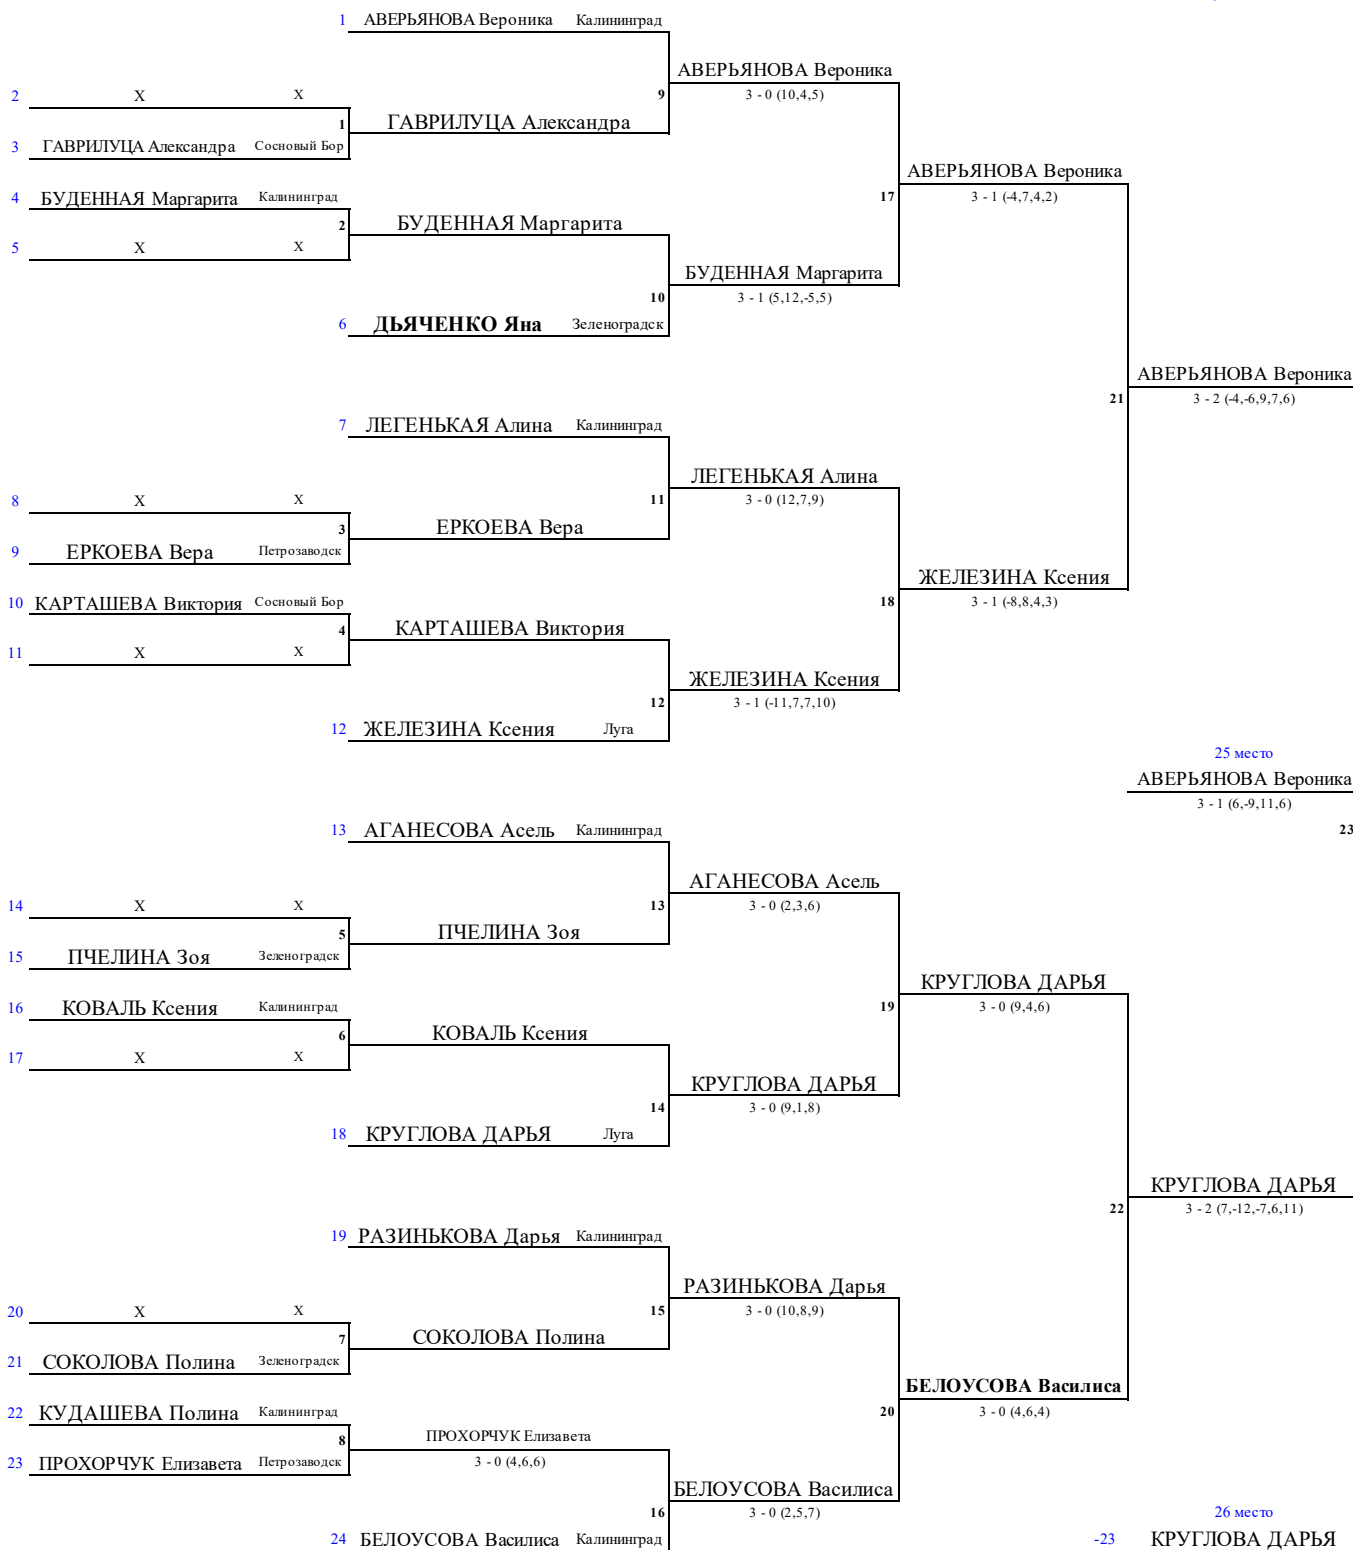 1 АВЕРЬЯНОВА Вероника Калининград
АВЕРЬЯНОВА Вероника
2 X X 9 3 - 0 (10,4,5)
1 ГАВРИЛУЦА Александра
3 ГАВРИЛУЦА Александра Сосновый Бор
АВЕРЬЯНОВА Вероника
4 БУДЕННАЯ Маргарита Калининград 17 3 - 1 (-4,7,4,2)
2 БУДЕННАЯ Маргарита
5 X X
БУДЕННАЯ Маргарита
10 3 - 1 (5,12,-5,5)
6 ДЬЯЧЕНКО Яна Зеленоградск
АВЕРЬЯНОВА Вероника
21 3 - 2 (-4,-6,9,7,6)
7 ЛЕГЕНЬКАЯ Алина Калининград
ЛЕГЕНЬКАЯ Алина
8 X X 11 3 - 0 (12,7,9)
3 ЕРКОЕВА Вера
9 ЕРКОЕВА Вера Петрозаводск
ЖЕЛЕЗИНА Ксения
10 КАРТАШЕВА Виктория Сосновый Бор 18 3 - 1 (-8,8,4,3)
4 КАРТАШЕВА Виктория
11 X X
ЖЕЛЕЗИНА Ксения
12 3 - 1 (-11,7,7,10)
12 ЖЕЛЕЗИНА Ксения Луга
25 место
АВЕРЬЯНОВА Вероника
3 - 1 (6,-9,11,6)
13 АГАНЕСОВА Асель Калининград 23
АГАНЕСОВА Асель
14 X X 13 3 - 0 (2,3,6)
5 ПЧЕЛИНА Зоя
15 ПЧЕЛИНА Зоя Зеленоградск
КРУГЛОВА ДАРЬЯ
16 КОВАЛЬ Ксения Калининград 19 3 - 0 (9,4,6)
6 КОВАЛЬ Ксения
17 X X
КРУГЛОВА ДАРЬЯ
14 3 - 0 (9,1,8)
18 КРУГЛОВА ДАРЬЯ Луга
КРУГЛОВА ДАРЬЯ
22 3 - 2 (7,-12,-7,6,11)
19 РАЗИНЬКОВА Дарья Калининград
РАЗИНЬКОВА Дарья
20 X X 15 3 - 0 (10,8,9)
7 СОКОЛОВА Полина
21 СОКОЛОВА Полина Зеленоградск
БЕЛОУСОВА Василиса
22 КУДАШЕВА Полина Калининград 20 3 - 0 (4,6,4)
8 ПРОХОРЧУК Елизавета
23 ПРОХОРЧУК Елизавета Петрозаводск 3 - 0 (4,6,6)
БЕЛОУСОВА Василиса
16 3 - 0 (2,5,7) 26 место
24 БЕЛОУСОВА Василиса Калининград -23 КРУГЛОВА ДАРЬЯ